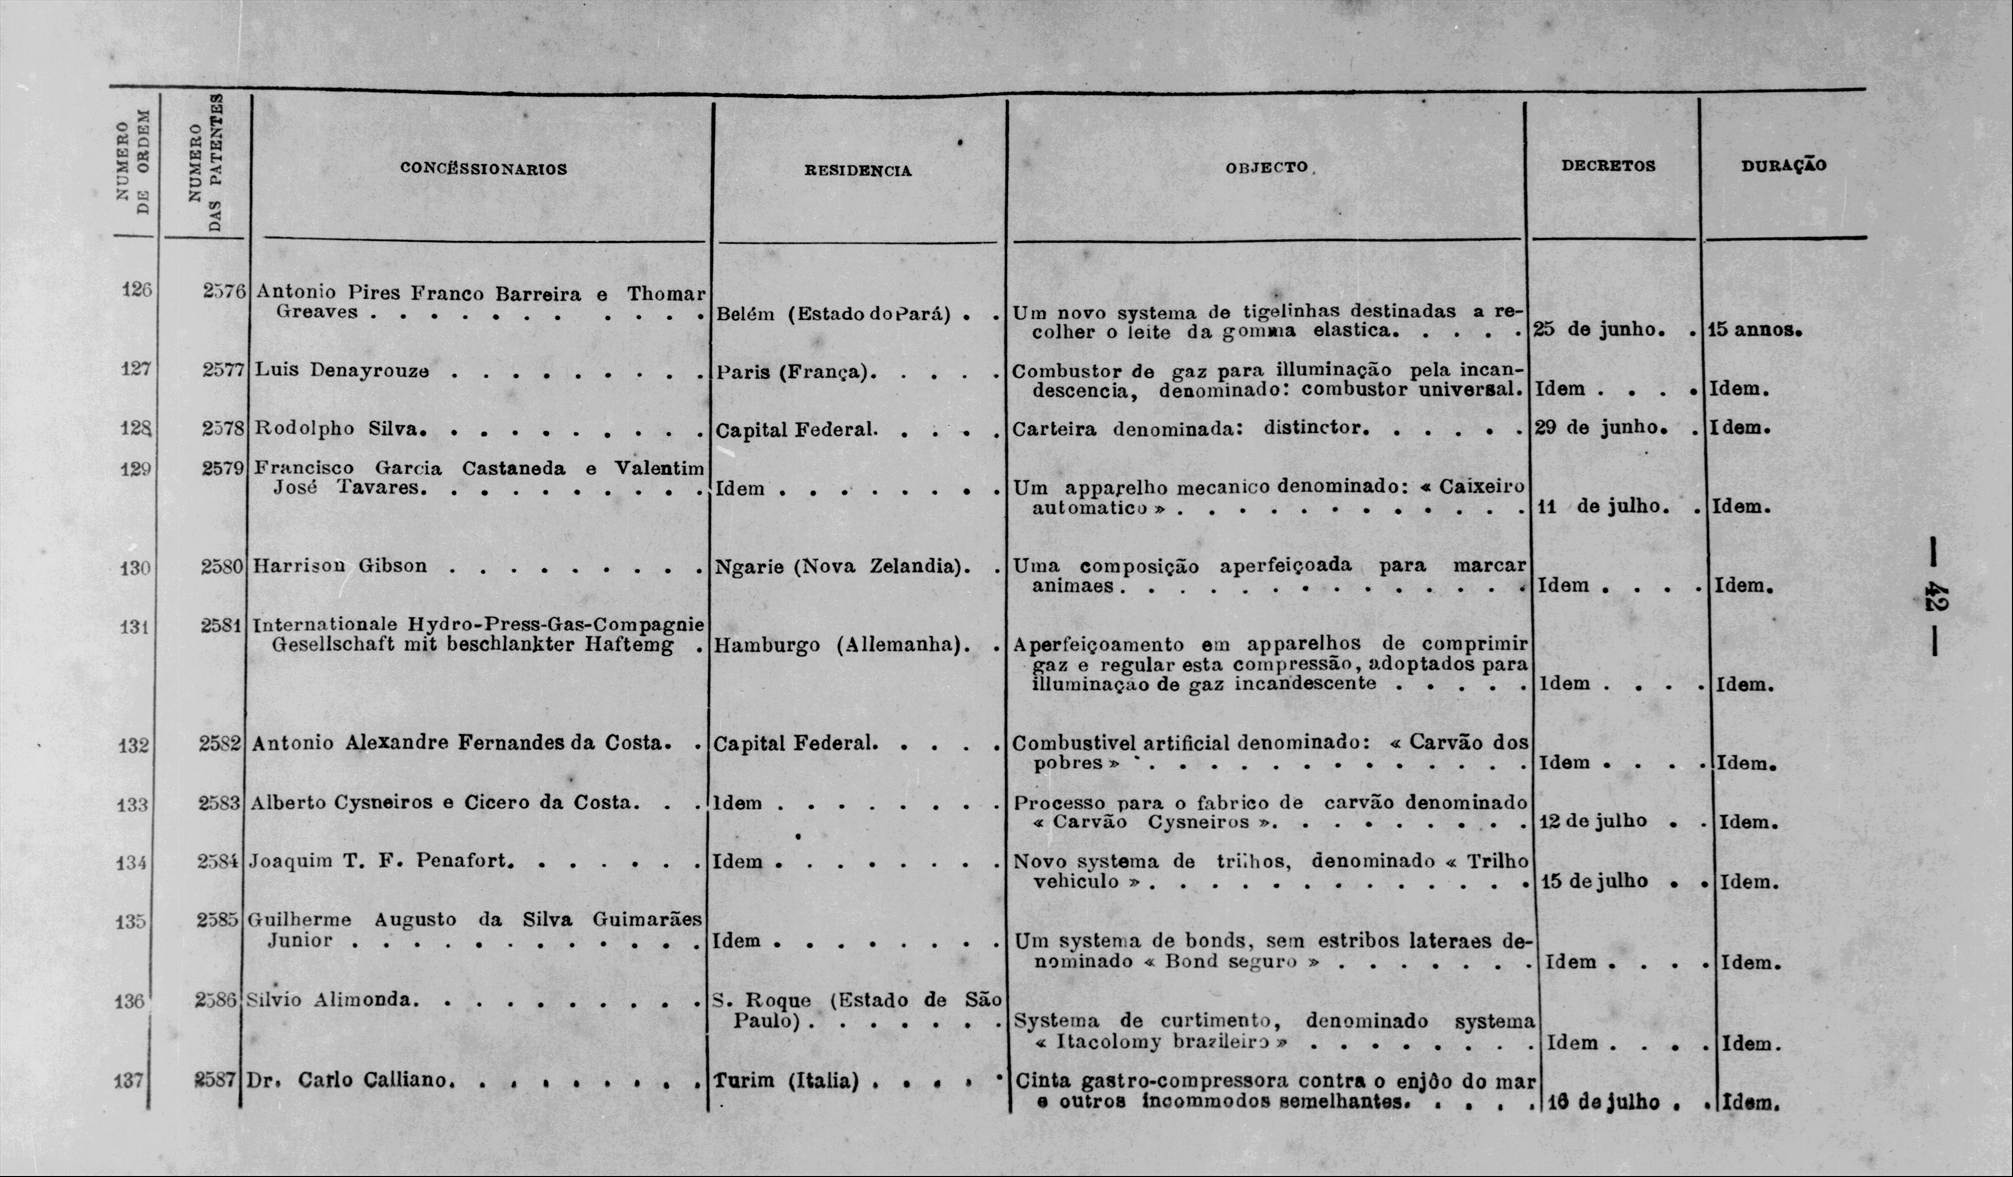 NUMERO DE ORDEM | NUMERO DAS PATENTES | CONCESSIONARIOS | RESIDENCIA | OBJECTO | DECRETOS | DURAÇÃO
126 | 2576 | Antonio Pires Franco Barreira e Thomar
Greaves . . . . . . . . . . . | Belém (Estado do Pará) . . | Um novo systema de tigelinhas destinadas a re-
colher o leite da gomma elastica. . . . . | 25 de junho. . | 15 annos.
127 | 2577 | Luis Denayrouze . . . . . . . . . | Paris (França). . . . . | Combustor de gaz para illuminação pela incan-
descencia, denominado: combustor universal. | Idem . . . . | Idem.
128 | 2578 | Rodolpho Silva. . . . . . . . . . | Capital Federal. . . . . | Carteira denominada: distinctor. . . . . . | 29 de junho. . | Idem.
129 | 2579 | Francisco Garcia Castaneda e Valentim
José Tavares. . . . . . . . . . | Idem . . . . . . . . | Um apparelho mecanico denominado: « Caixeiro
automatico » . . . . . . . . . . . . | 11 de julho. . | Idem.
130 | 2580 | Harrison Gibson . . . . . . . . . | Ngarie (Nova Zelandia). . | Uma composição aperfeiçoada para marcar
animaes . . . . . . . . . . . . . . | Idem . . . . | Idem.
131 | 2581 | Internationale Hydro-Press-Gas-Compagnie
Gesellschaft mit beschlankter Haftemg . | Hamburgo (Allemanha). . | Aperfeiçoamento em apparelhos de comprimir
gaz e regular esta compressão, adoptados para
illuminação de gaz incandescente . . . . . | Idem . . . . | Idem.
132 | 2582 | Antonio Alexandre Fernandes da Costa. . | Capital Federal. . . . . | Combustivel artificial denominado: « Carvão dos
pobres » . . . . . . . . . . . . . | Idem . . . . | Idem.
133 | 2583 | Alberto Cysneiros e Cicero da Costa. . . | Idem . . . . . . . . | Processo para o fabrico de carvão denominado
« Carvão Cysneiros ». . . . . . . . . | 12 de julho . . | Idem.
134 | 2584 | Joaquim T. F. Penafort. . . . . . . | Idem . . . . . . . . | Novo systema de trilhos, denominado « Trilho
vehiculo » . . . . . . . . . . . . . | 15 de julho . . | Idem.
135 | 2585 | Guilherme Augusto da Silva Guimarães
Junior . . . . . . . . . . . . | Idem . . . . . . . . | Um systema de bonds, sem estribos lateraes de-
nominado « Bond seguro » . . . . . . . | Idem . . . . | Idem.
136 | 2586 | Silvio Alimonda. . . . . . . . . . | S. Roque (Estado de São
Paulo) . . . . . . . | Systema de curtimento, denominado systema
« Itacolomy brazileiro » . . . . . . . . | Idem . . . . | Idem.
137 | 2587 | Dr. Carlo Calliano. . . . . . . . . | Turim (Italia) . . . . . | Cinta gastro-compressora contra o enjôo do mar
e outros incommodos semelhantes. . . . . | 16 de julho . . | Idem.
— 42 —